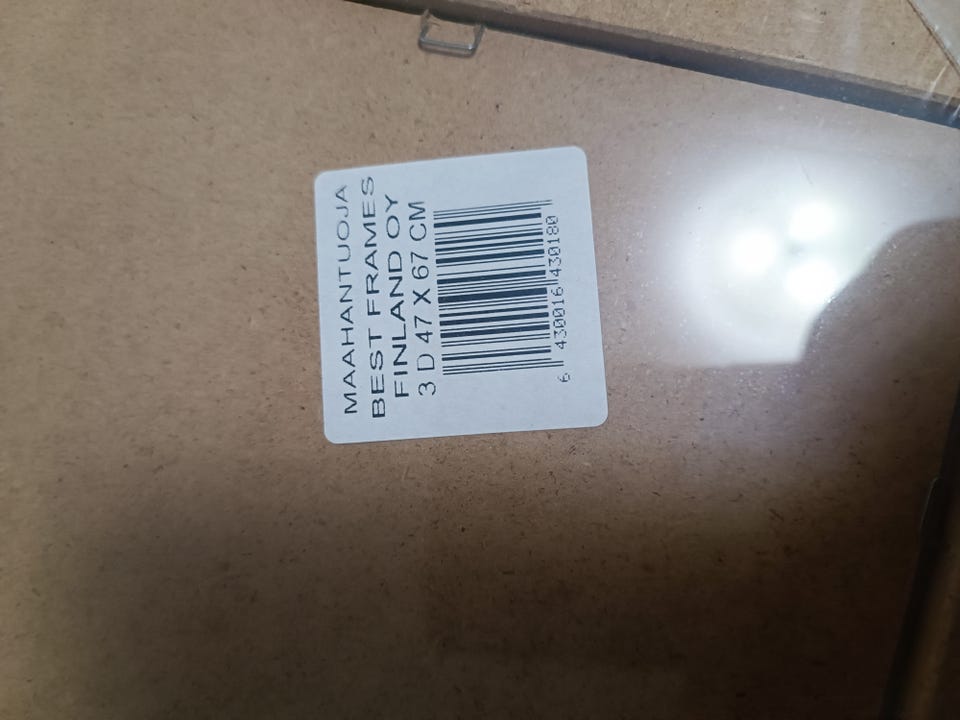 MAAHANTUOJA
BEST FRAMES
FINLAND OY
3 D 47 X 67 CM
6 430016 430180